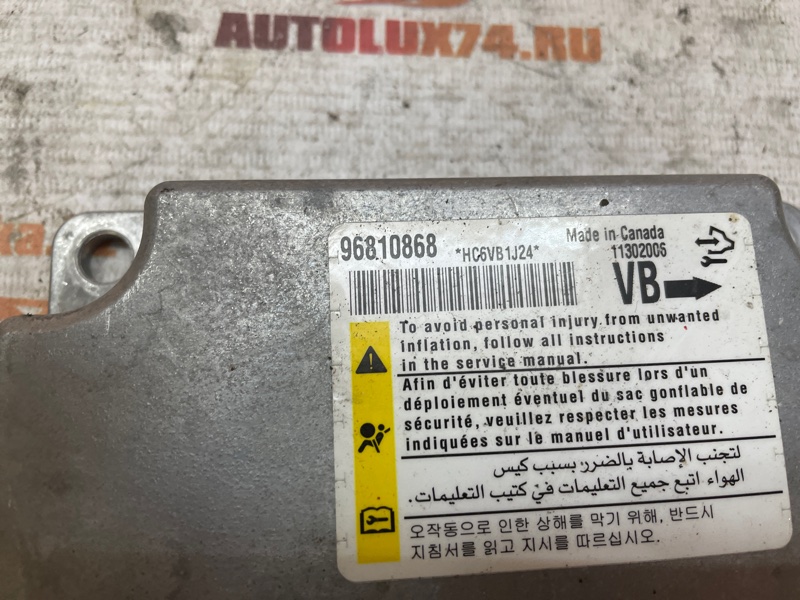 AUTOLUX74.RU
96810868 *HC6VB1J24*
Made in Canada
11302006
VB
To avoid personal injury from unwanted
inflation, follow all instructions
in the service manual.
Afin d'éviter toute blessure lors d'un
déploiement éventuel du sac gonflable de
sécurité, veuillez respecter les mesures
indiquées sur le manuel d'utilisateur.
لتجنب الإصابة بالضرر بسبب كيس
الهواء اتبع جميع التعليمات في كتيب التعليمات.
오작동으로 인한 상해를 막기 위해, 반드시
지침서를 읽고 지시를 따르십시오.